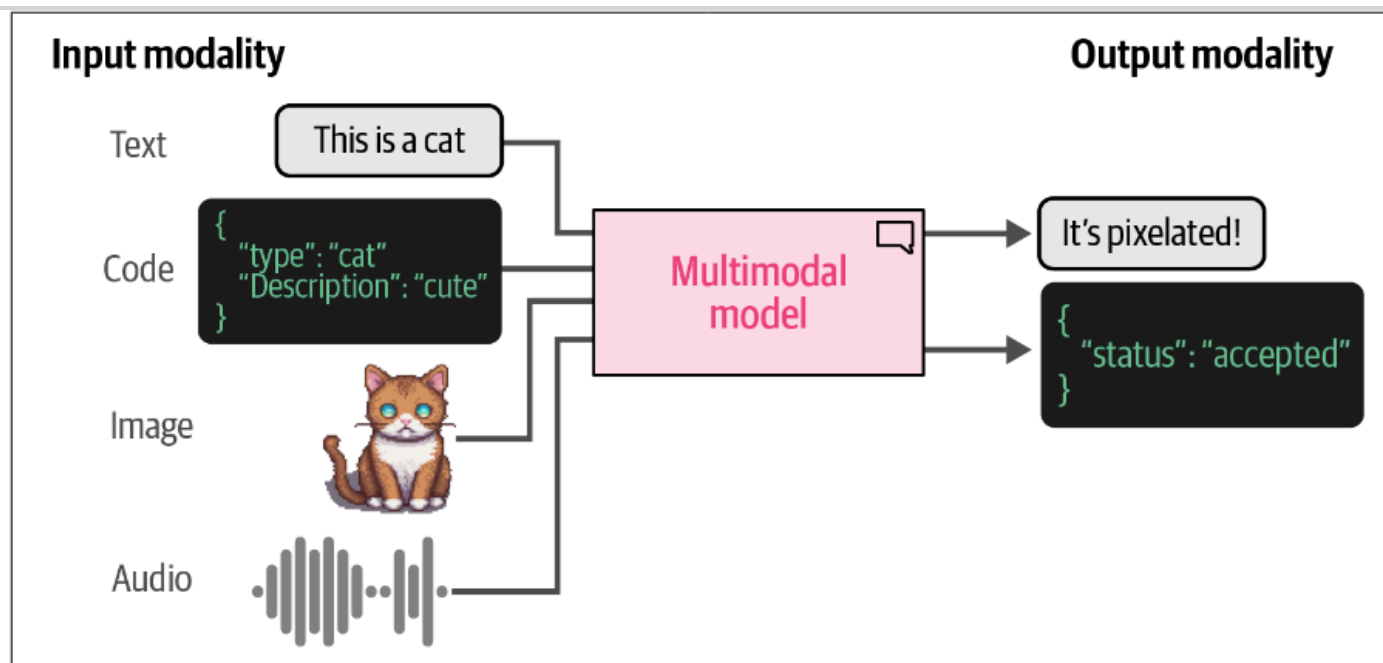 Input modality
Output modality
Text
This is a cat
Code
{
“type”: “cat”
“Description”: “cute”
}
Image
Audio
Multimodal
model
It’s pixelated!
{
“status”: “accepted”
}